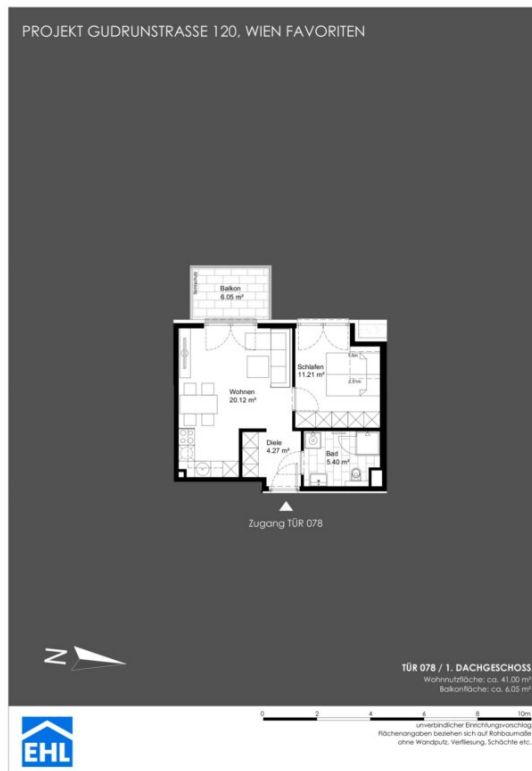 PROJEKT GUDRUNSTRASSE 120, WIEN FAVORITEN
Balkon
6.05 m²
Schlafen
11.21 m²
Wohnen
20.12 m²
Diele
4.27 m²
Bad
5.40 m²
Zugang TÜR 078
N
TÜR 078 / 1. DACHGESCHOSS
Wohnnutzfläche: ca. 41,00 m²
Balkonfläche: ca. 6,05 m²
0 2 4 6 8 10m
unverbindlicher Einrichtungsvorschlag
Flächenangaben beziehen sich auf Rohbaumaße
ohne Wandputz, Verfliesung, Schächte etc.
EHL